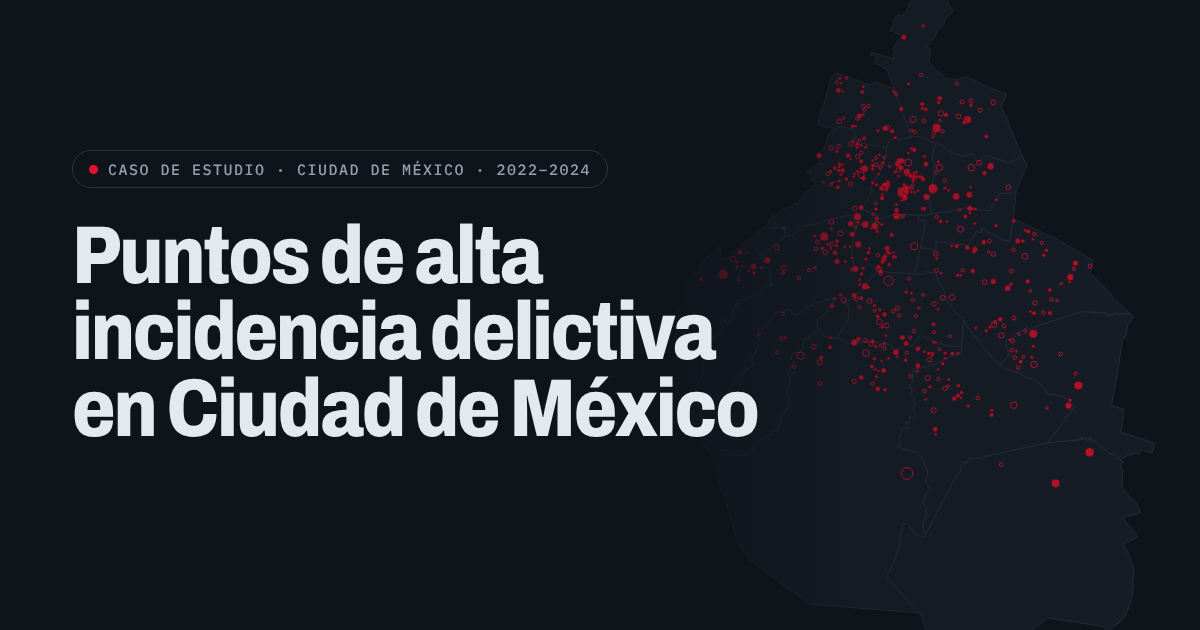 CASO DE ESTUDIO · CIUDAD DE MÉXICO · 2022–2024
Puntos de alta
incidencia delictiva
en Ciudad de México